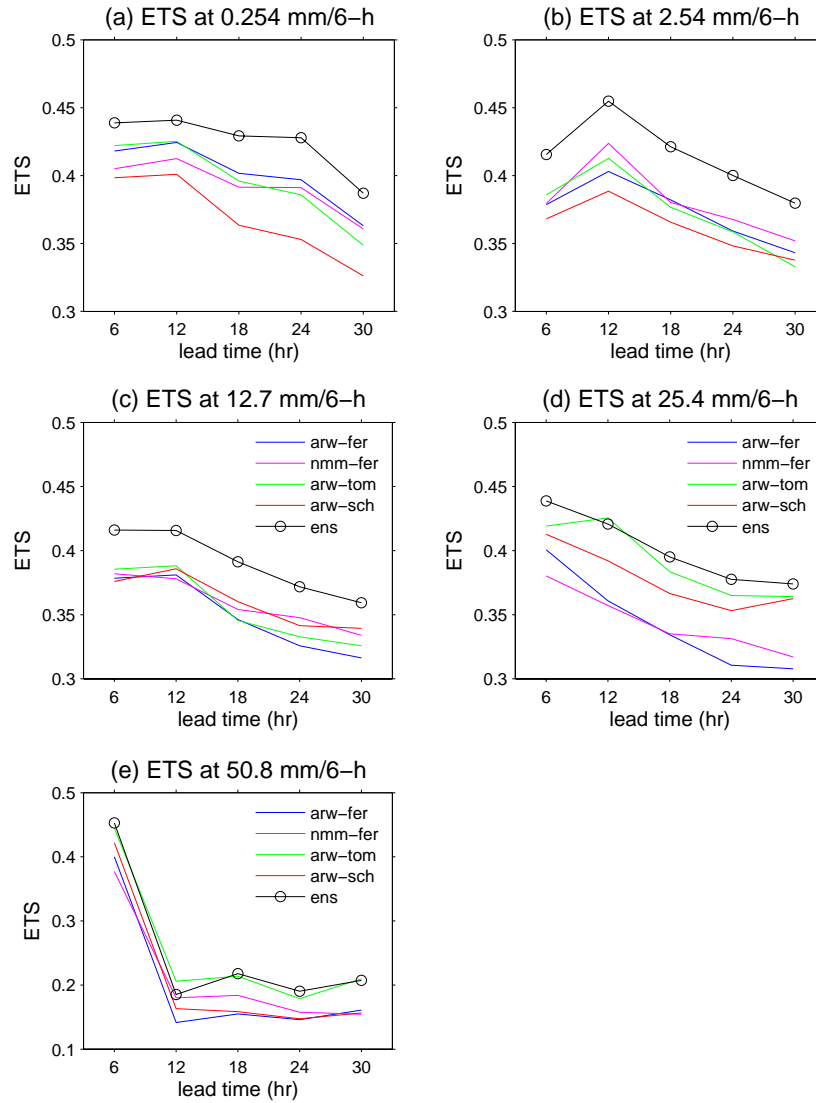 (a) ETS at 0.254 mm/6−h
0.5
0.45
0.4
0.35
0.3
ETS
6 12 18 24 30
lead time (hr)
(b) ETS at 2.54 mm/6−h
0.5
0.45
0.4
0.35
0.3
ETS
6 12 18 24 30
lead time (hr)
(c) ETS at 12.7 mm/6−h
0.5
0.45
0.4
0.35
0.3
ETS
arw−fer
nmm−fer
arw−tom
arw−sch
ens
6 12 18 24 30
lead time (hr)
(d) ETS at 25.4 mm/6−h
0.5
0.45
0.4
0.35
0.3
ETS
arw−fer
nmm−fer
arw−tom
arw−sch
ens
6 12 18 24 30
lead time (hr)
(e) ETS at 50.8 mm/6−h
0.5
0.4
0.3
0.2
0.1
ETS
arw−fer
nmm−fer
arw−tom
arw−sch
ens
6 12 18 24 30
lead time (hr)